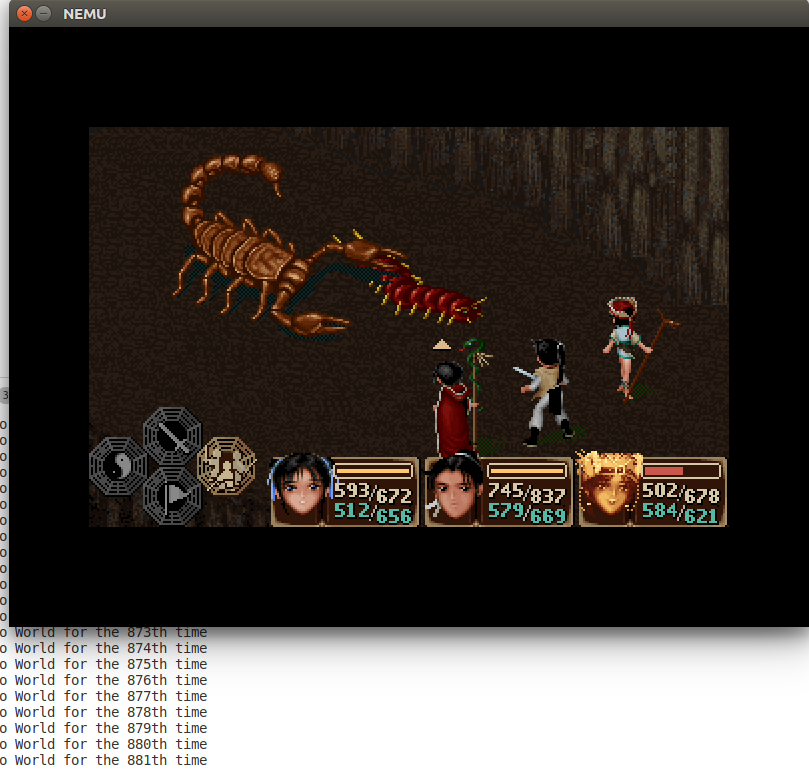 NEMU
3
593/672
512/656
745/837
579/669
502/678
584/621
o
o
o
o
o
o
o
o
o
o
o
o
o
o World for the 873th time
o World for the 874th time
o World for the 875th time
o World for the 876th time
o World for the 877th time
o World for the 878th time
o World for the 879th time
o World for the 880th time
o World for the 881th time